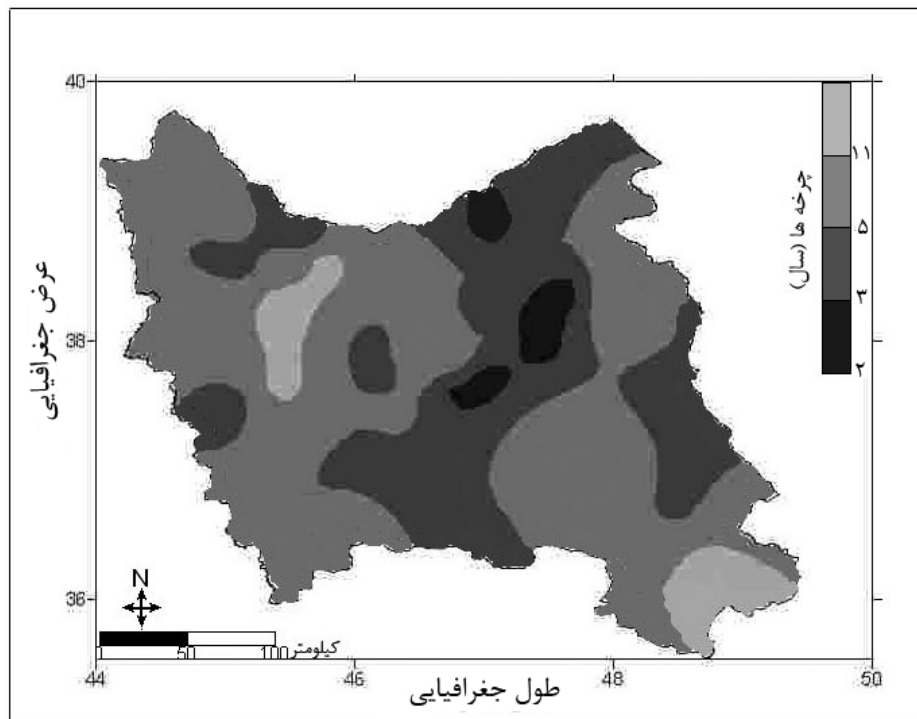 40
38
36
44
46
48
50
عرض جغرافیایی
طول جغرافیایی
چرخه ها (سال)
۱۱
۵
۳
۲
N
0 50 100 کیلومتر